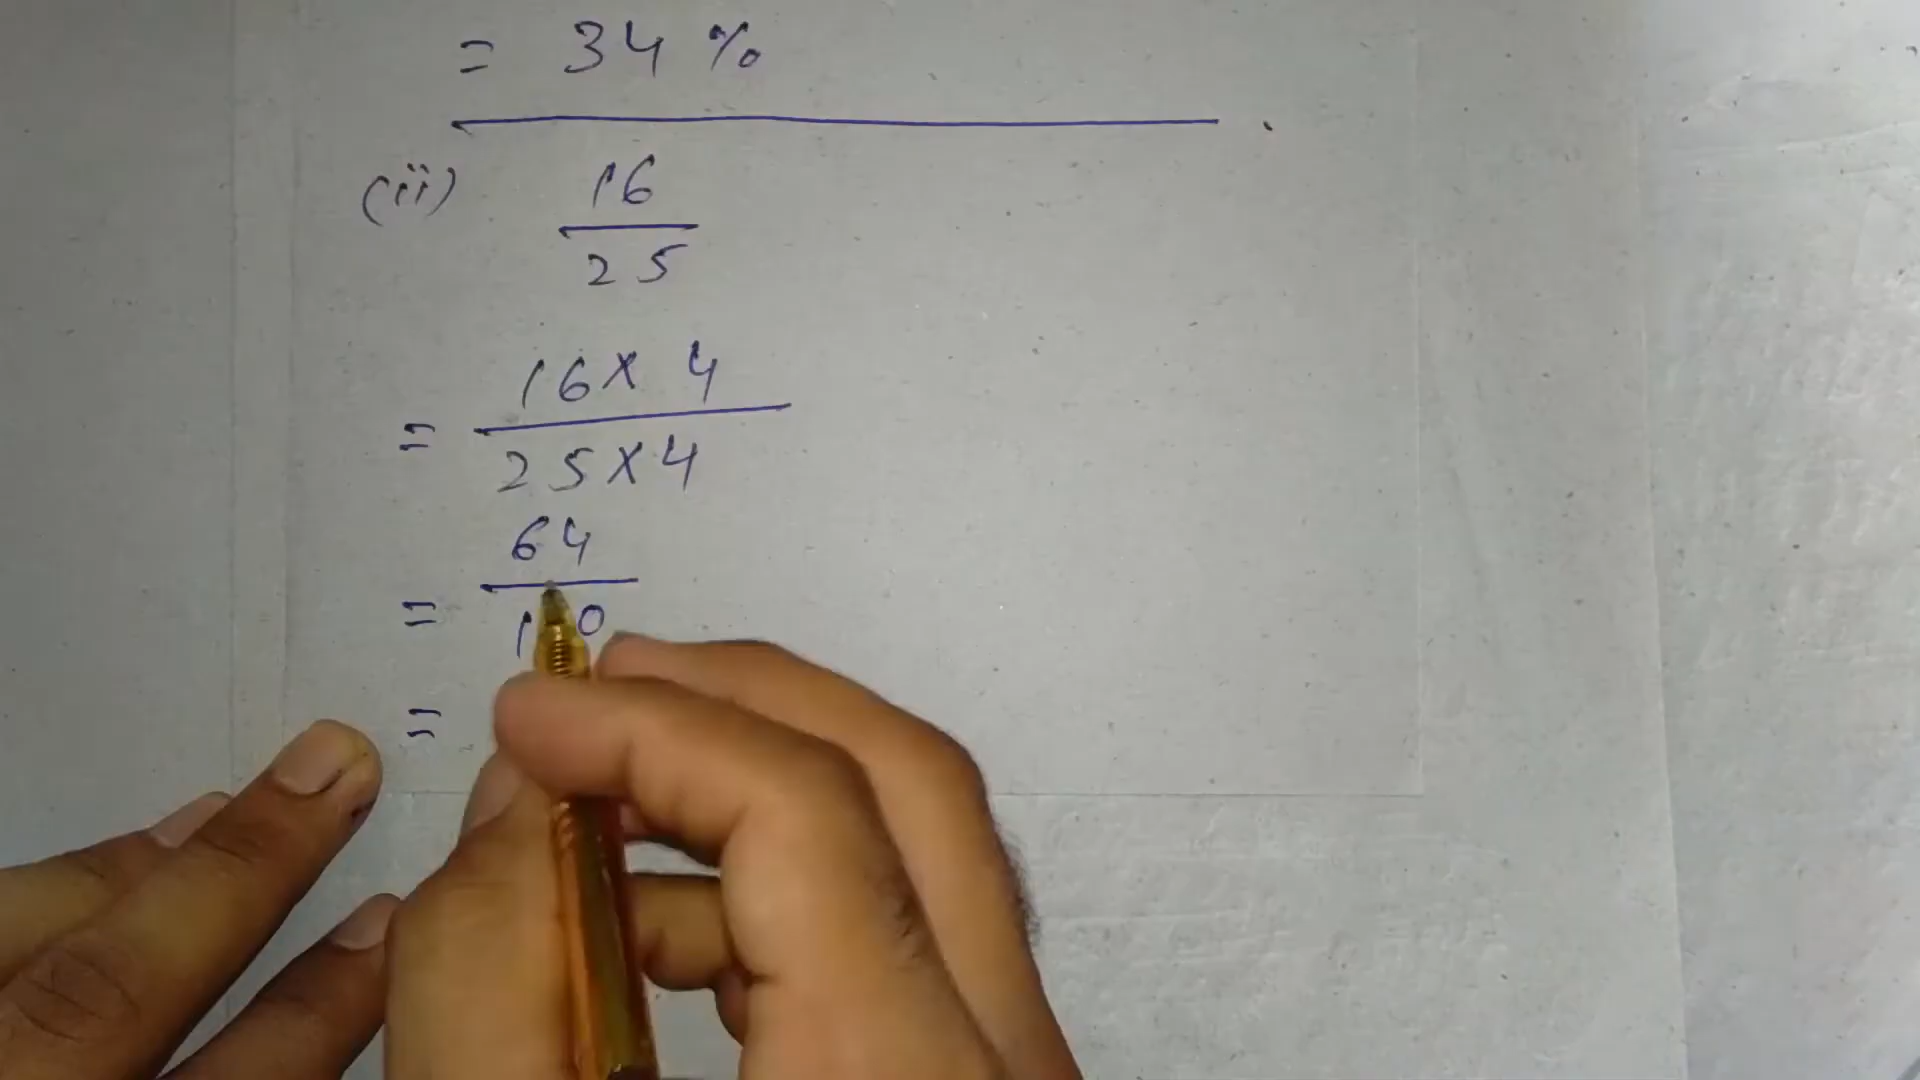 = 34 %
(ii) 16
25
= 16 x 4
25 x 4
= 64
=